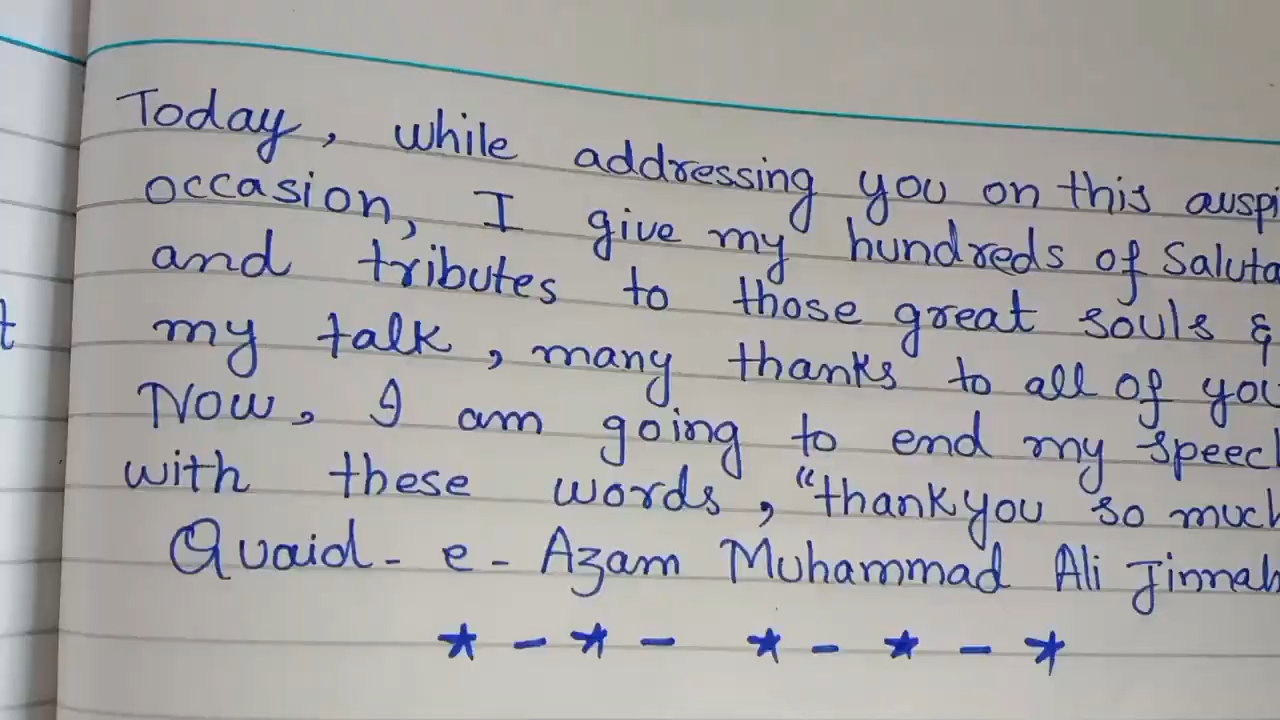 Today, while addressing you on this auspi
occasion, I give my hundreds of Saluta
and tributes to those great souls &
my talk, many thanks to all of you
Now, I am going to end my speech
with these words, "thankyou so much
Quaid-e-Azam Muhammad Ali Jinnah
* - * - * - * - *
t